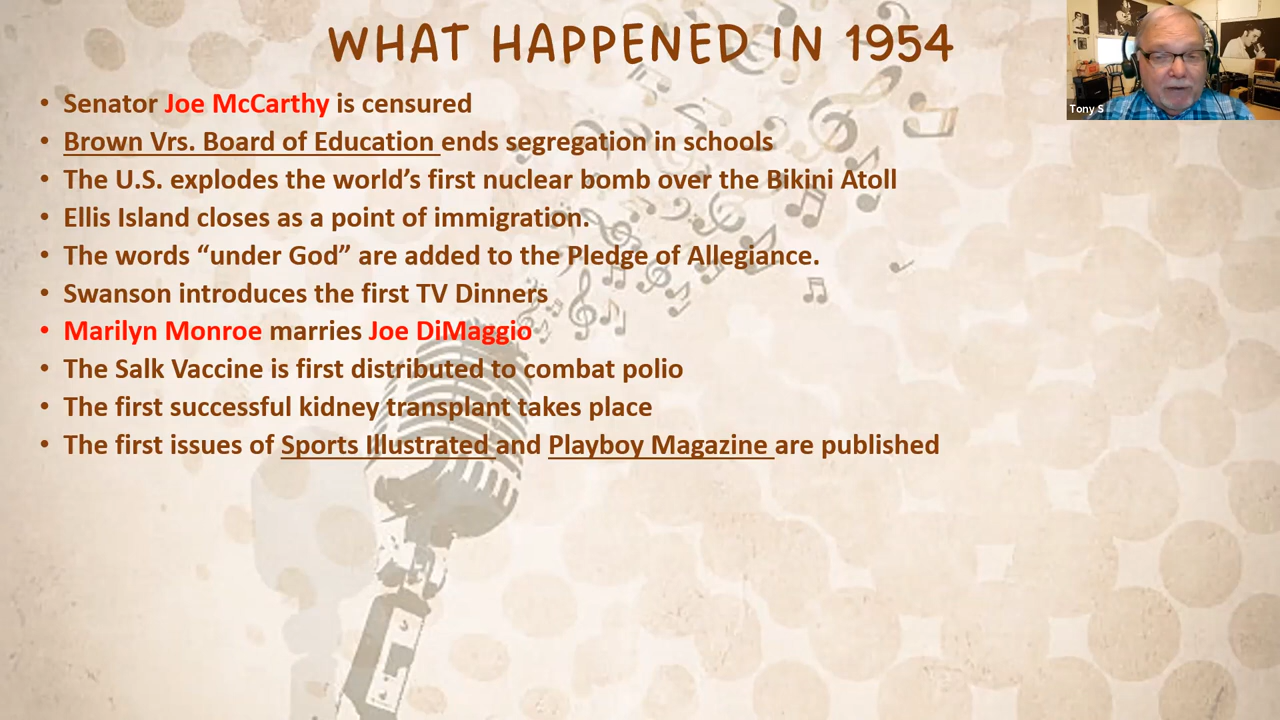 WHAT HAPPENED IN 1954
• Senator Joe McCarthy is censured
• Brown Vrs. Board of Education ends segregation in schools
• The U.S. explodes the world’s first nuclear bomb over the Bikini Atoll
• Ellis Island closes as a point of immigration.
• The words “under God” are added to the Pledge of Allegiance.
• Swanson introduces the first TV Dinners
• Marilyn Monroe marries Joe DiMaggio
• The Salk Vaccine is first distributed to combat polio
• The first successful kidney transplant takes place
• The first issues of Sports Illustrated and Playboy Magazine are published
Tony S